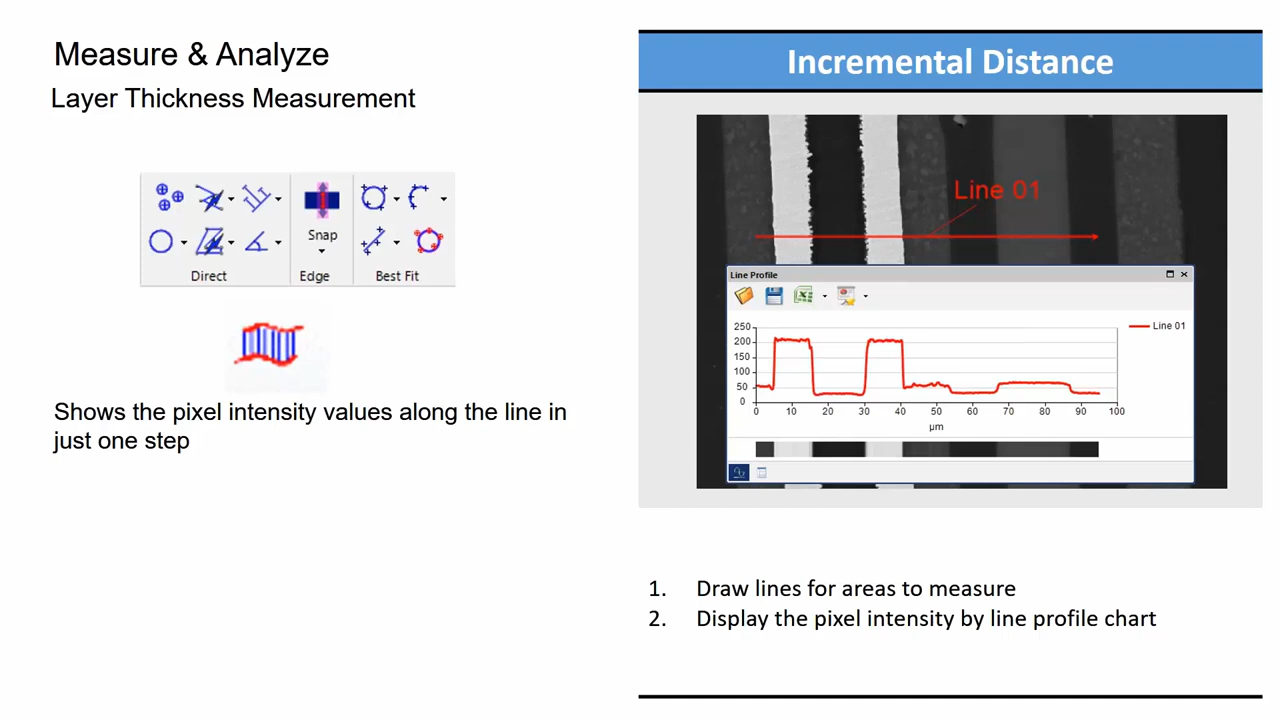 Measure & Analyze
Layer Thickness Measurement
Snap
Direct
Edge
Best Fit
Shows the pixel intensity values along the line in
just one step
Incremental Distance
Line 01
Line Profile
Line 01
250
200
150
100
50
0
0 10 20 30 40 50 60 70 80 90 100
µm
1. Draw lines for areas to measure
2. Display the pixel intensity by line profile chart